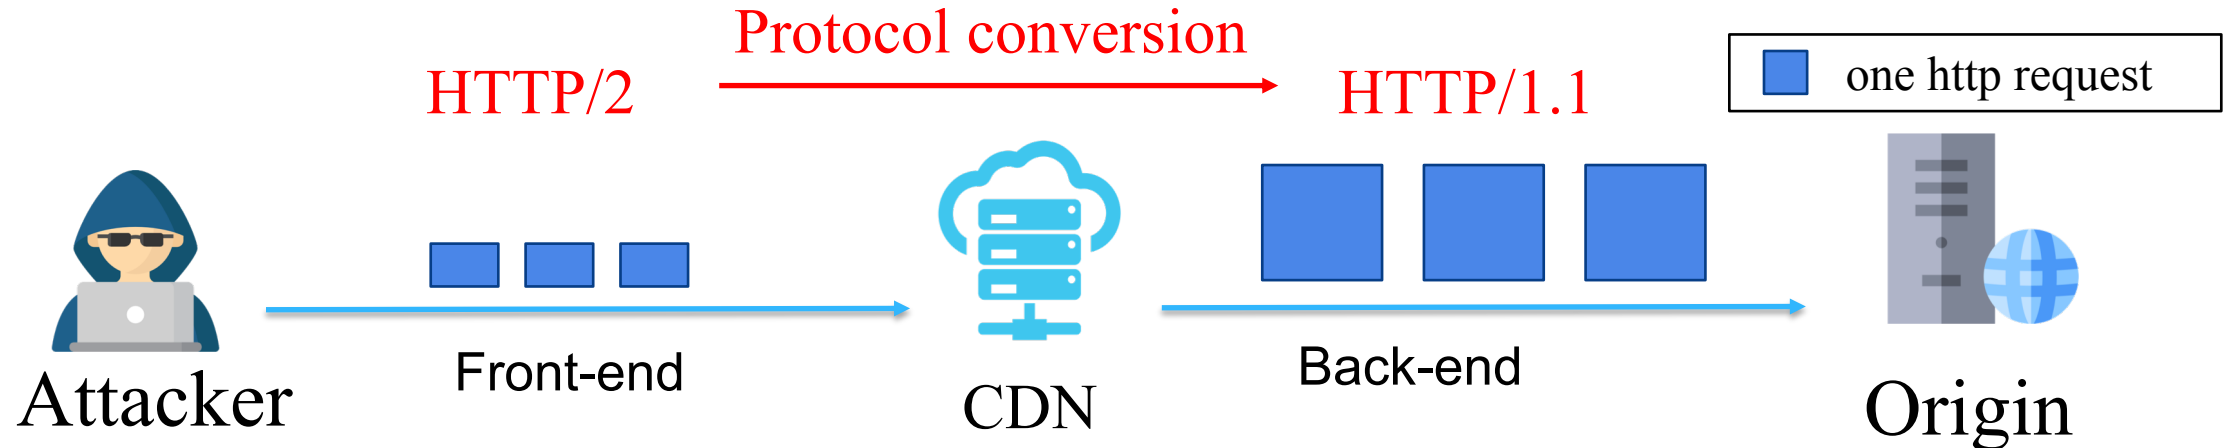 Protocol conversion
HTTP/2
HTTP/1.1
one http request
Front-end
Back-end
Attacker
CDN
Origin